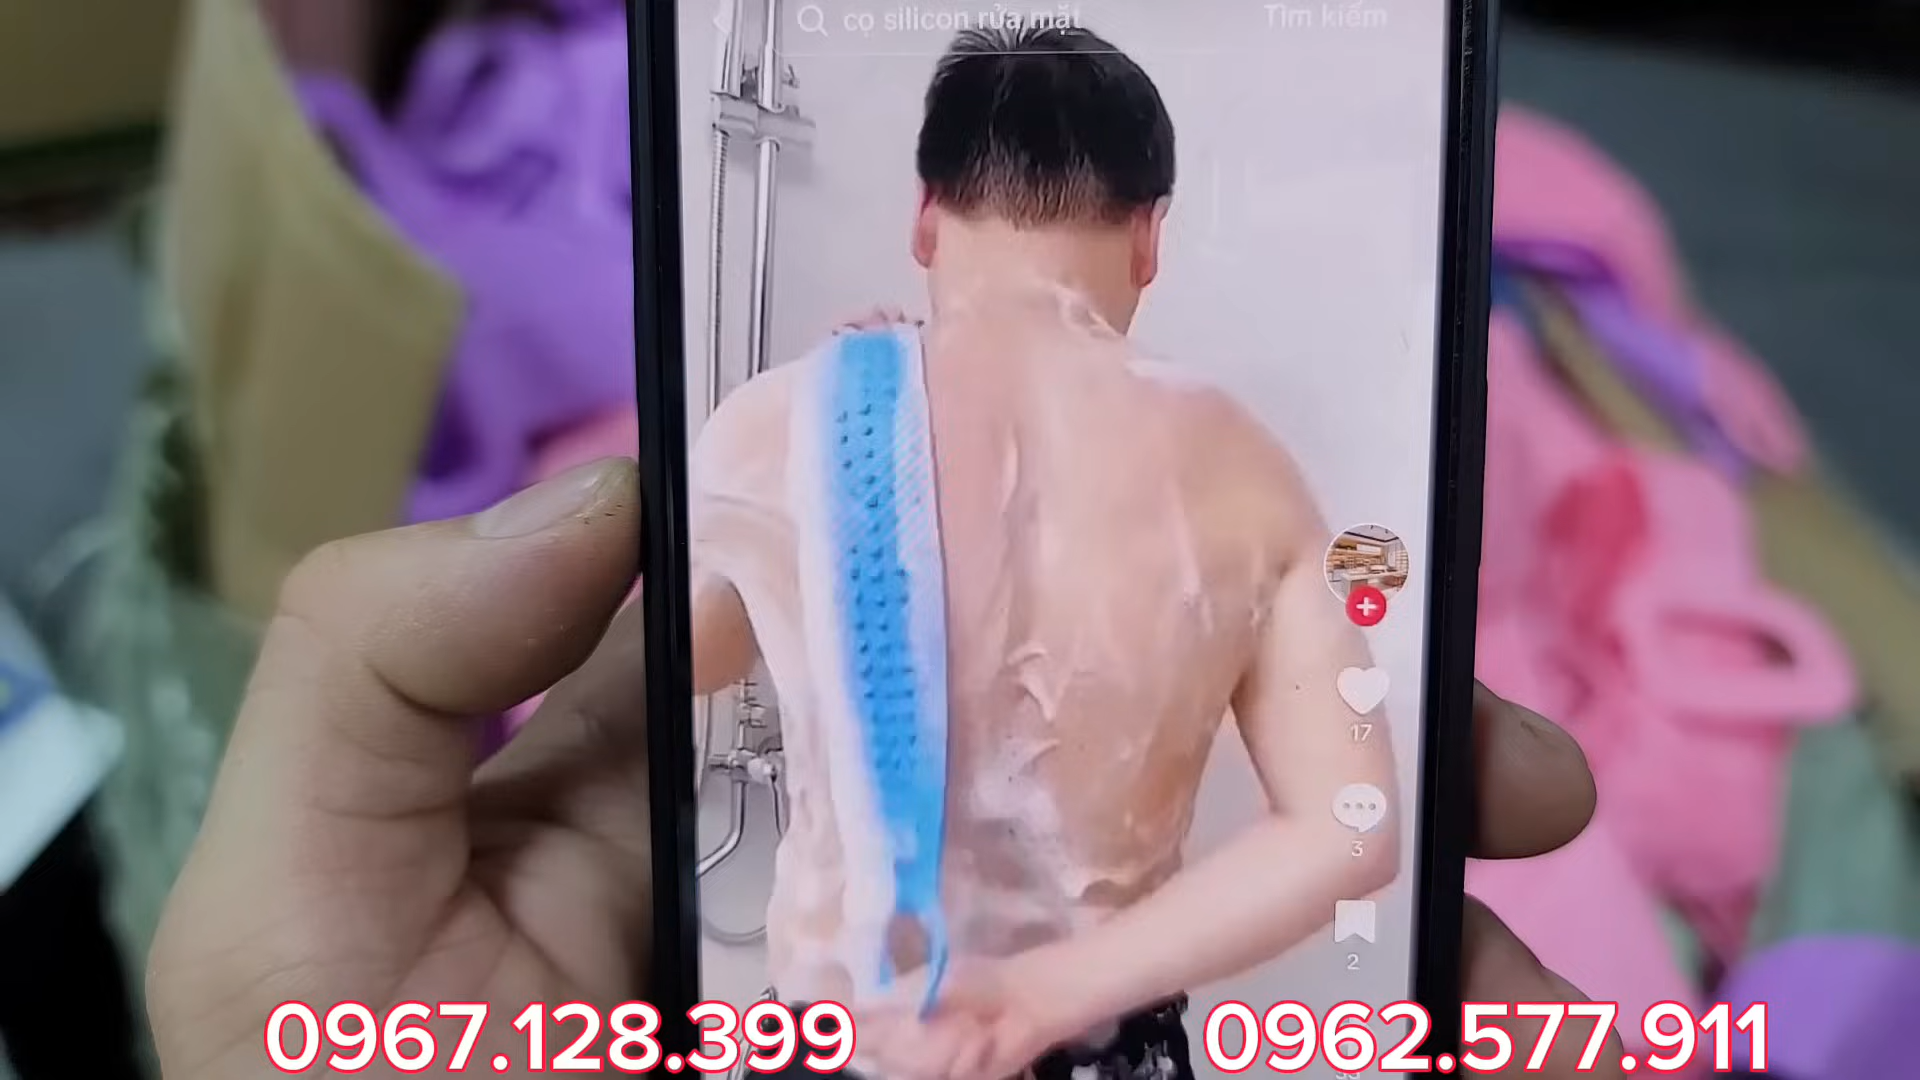 cọ silicon rửa mặt
Tìm kiếm
17
3
2
0967.128.399
0962.577.911